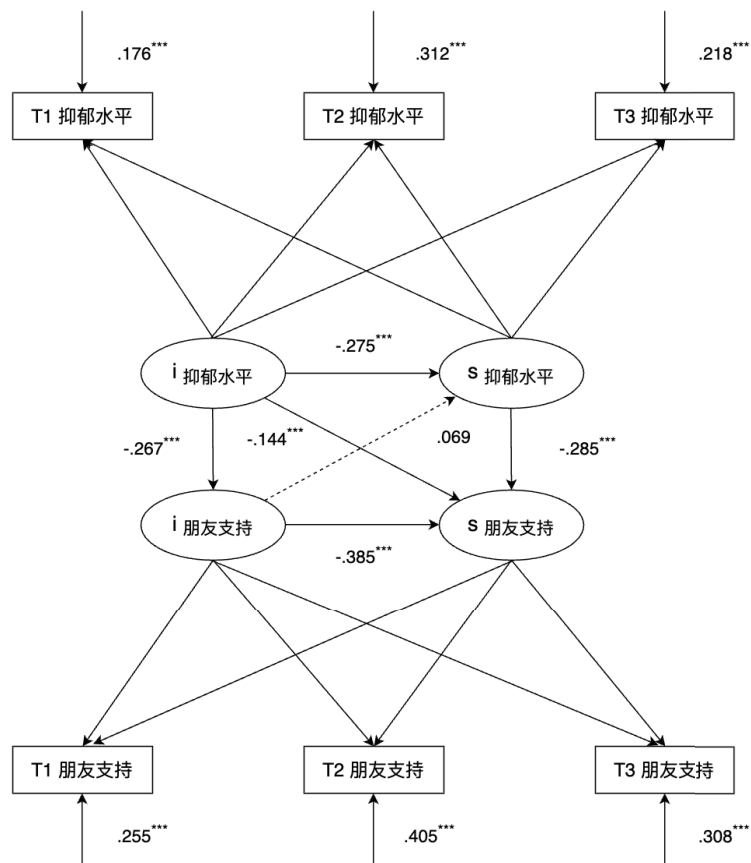 .176***
.312***
.218***
T1 抑郁水平
T2 抑郁水平
T3 抑郁水平
-.275***
i 抑郁水平
s 抑郁水平
-.267***
-.144***
.069
-.285***
i 朋友支持
s 朋友支持
-.385***
T1 朋友支持
T2 朋友支持
T3 朋友支持
.255***
.405***
.308***